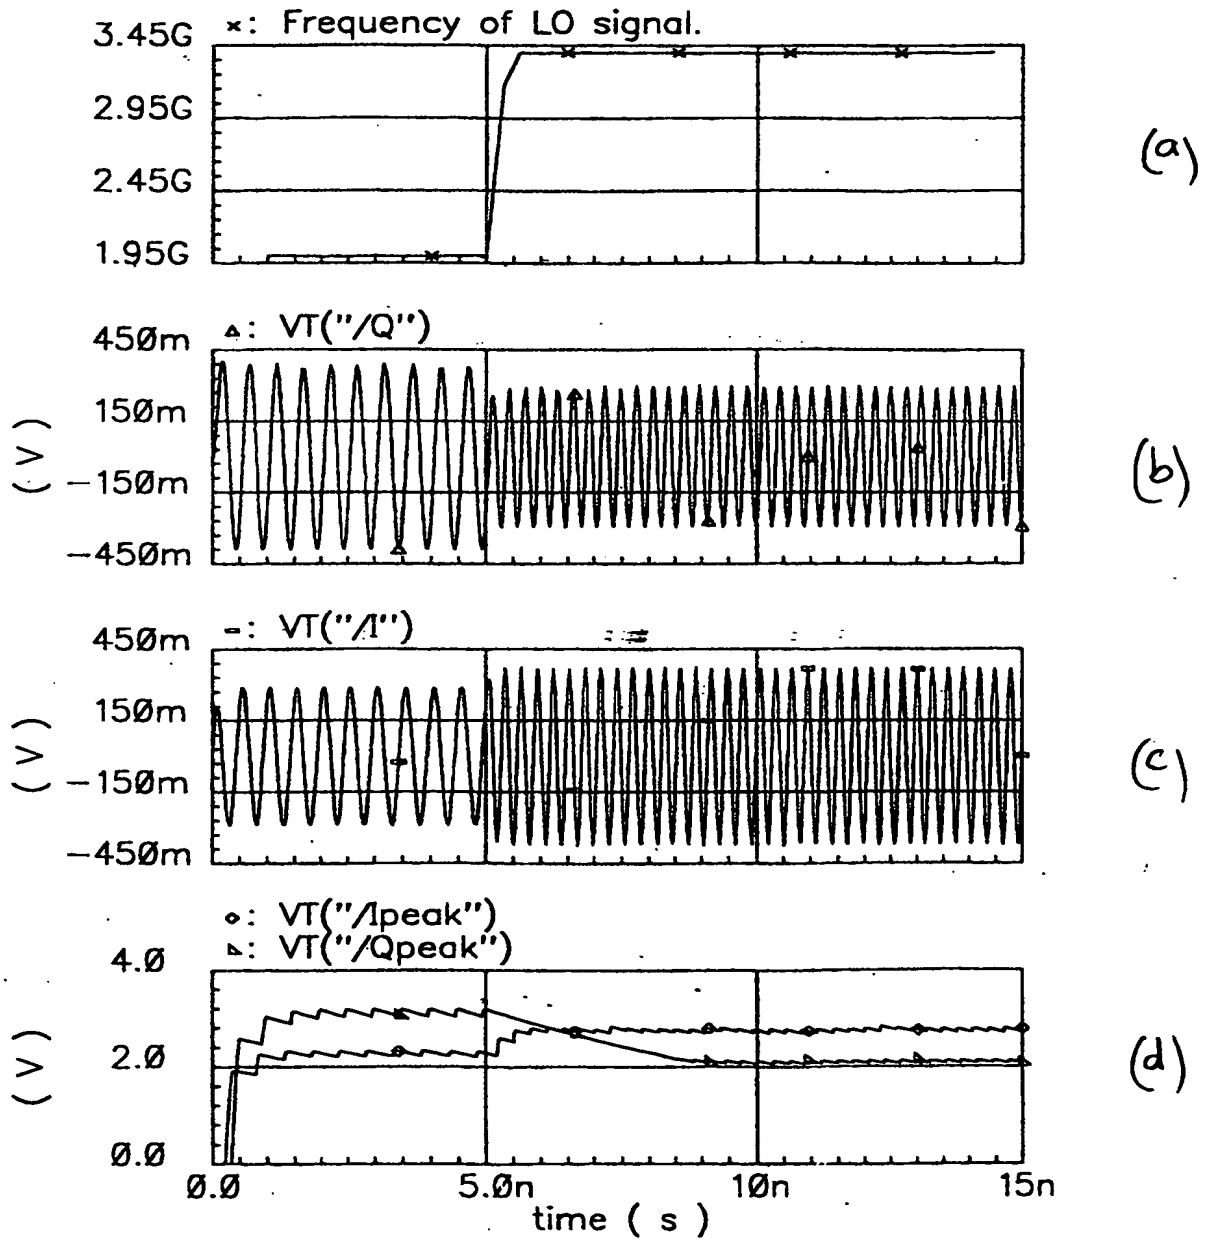 ×: Frequency of LO signal.
3.45G
2.95G
2.45G
1.95G
(a)
▵: VT("/Q")
450m
150m
-150m
-450m
(V)
(b)
-: VT("/I")
450m
150m
-150m
-450m
(V)
(c)
⋄: VT("/Ipeak")
▹: VT("/Qpeak")
4.0
2.0
0.0
(V)
(d)
0.0 5.0n 10n 15n
time ( s )